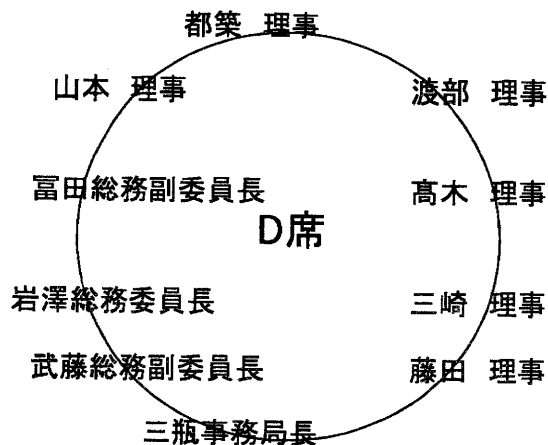 都築 理事
山本 理事
渡部 理事
冨田総務副委員長
髙木 理事
D席
岩澤総務委員長
三崎 理事
武藤総務副委員長
藤田 理事
三瓶事務局長